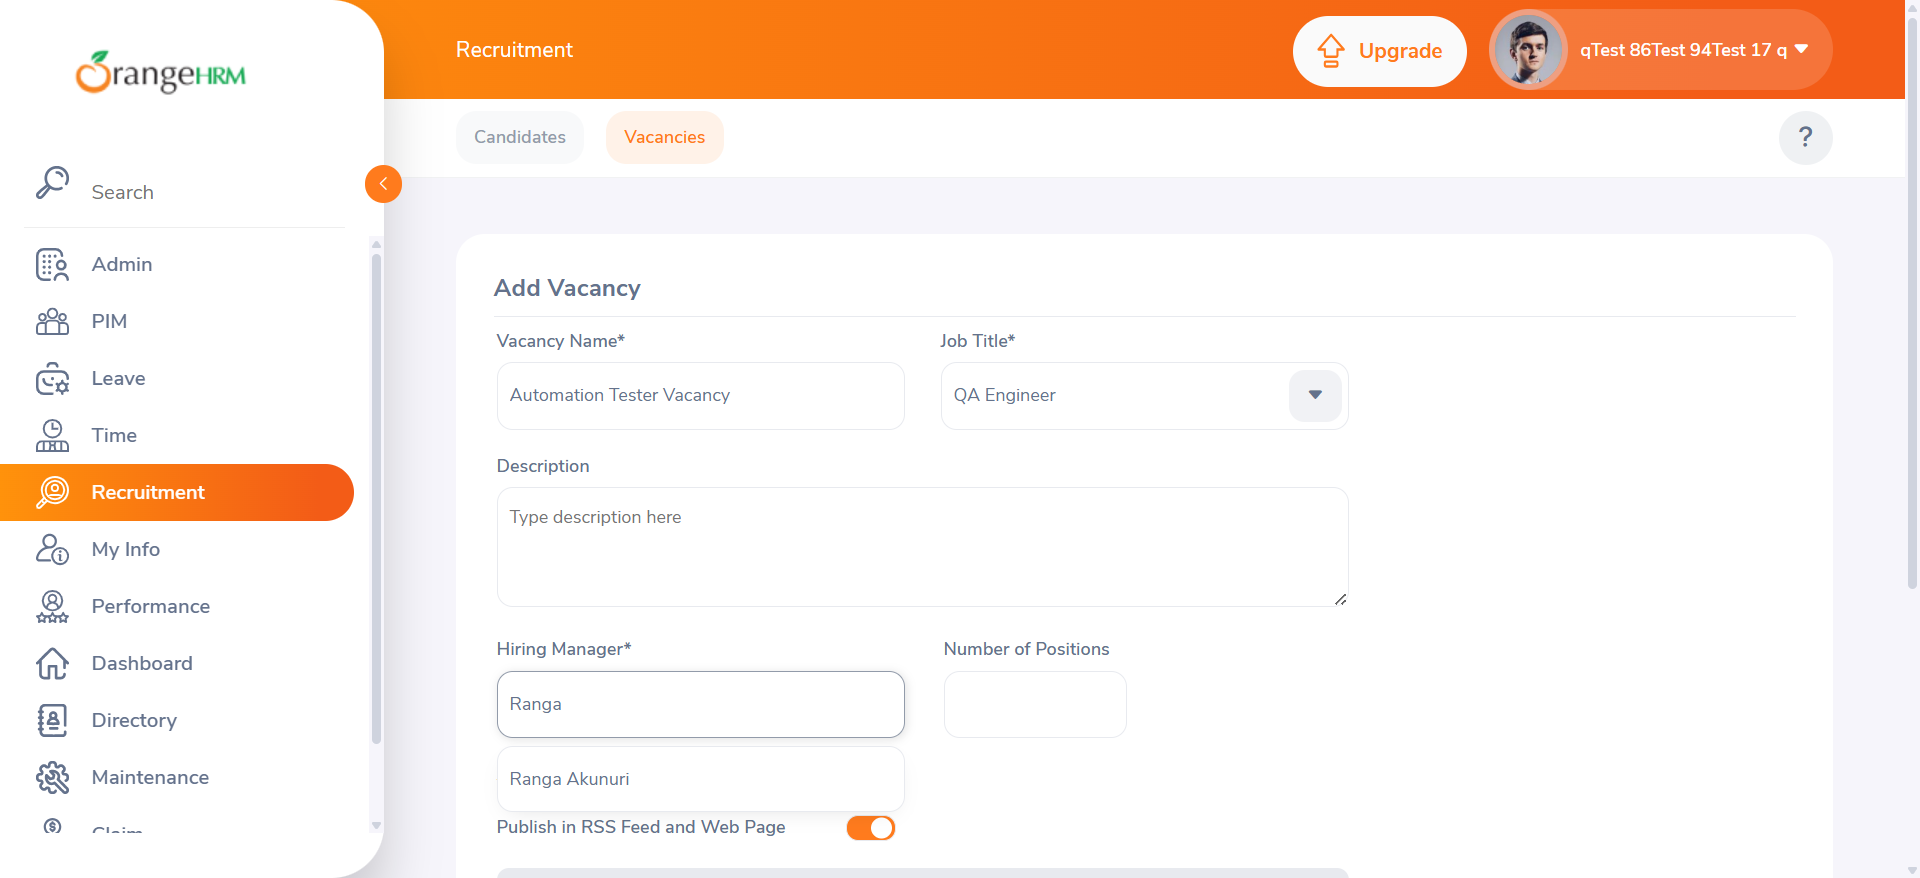 OrangeHRM
Search
Admin
PIM
Leave
Time
Recruitment
My Info
Performance
Dashboard
Directory
Maintenance
Claim
Recruitment
Upgrade
qTest 86Test 94Test 17 q
Candidates
Vacancies
?
Add Vacancy
Vacancy Name*
Job Title*
Automation Tester Vacancy
QA Engineer
Description
Type description here
Hiring Manager*
Number of Positions
Ranga
Ranga Akunuri
Publish in RSS Feed and Web Page